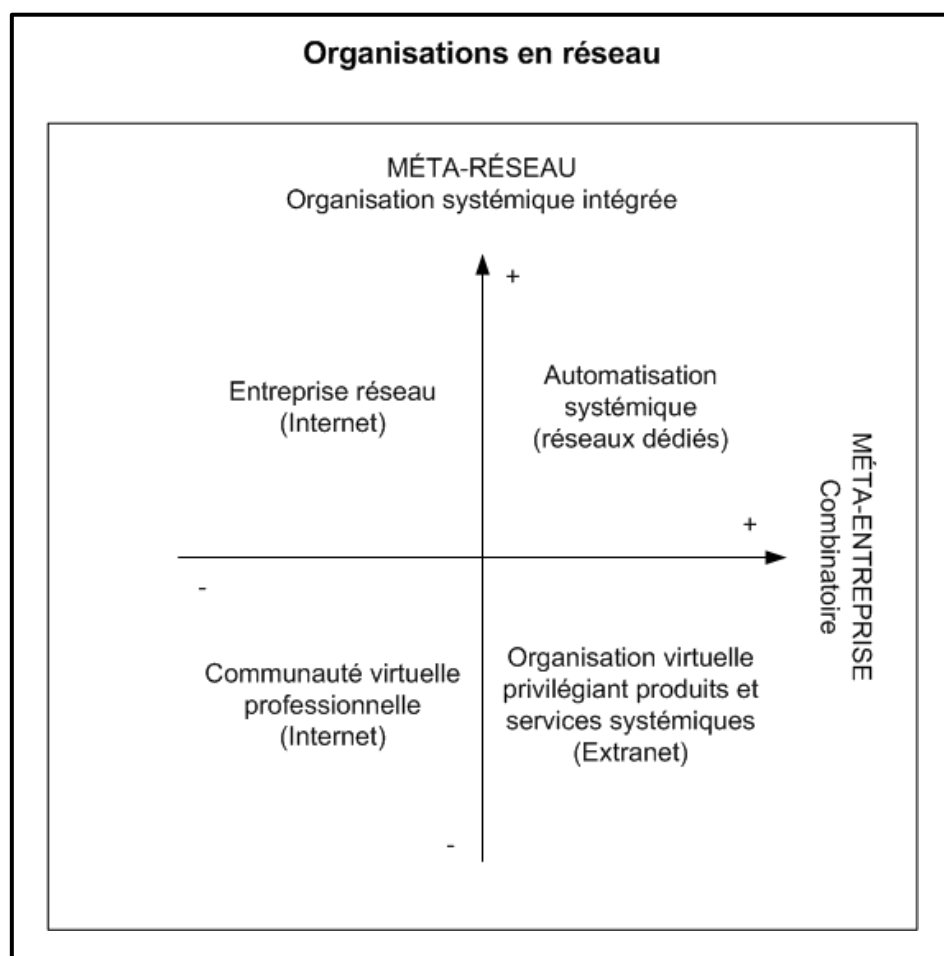 Organisations en réseau
MÉTA-RÉSEAU
Organisation systémique intégrée
+
Entreprise réseau
(Internet)
Automatisation
systémique
(réseaux dédiés)
MÉTA-ENTREPRISE
Combinatoire
+
-
Communauté virtuelle
professionnelle
(Internet)
Organisation virtuelle
privilégiant produits et
services systémiques
(Extranet)
-